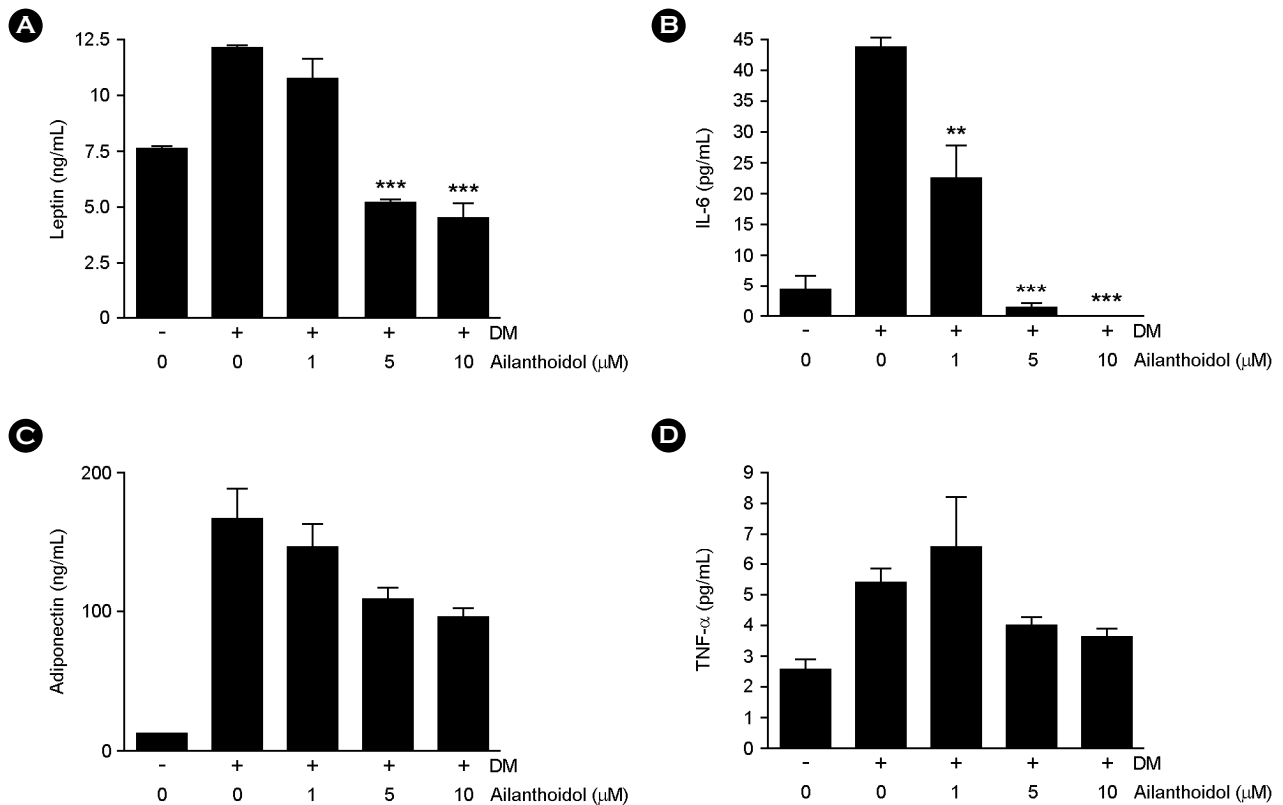 A
Leptin (ng/mL)
12.5
10
7.5
5.0
2.5
0
*** ***
- + + + + DM
0 0 1 5 10 Ailanthoidol (μM)
B
IL-6 (pg/mL)
45
40
35
30
25
20
15
10
5
0
**
*** ***
- + + + + DM
0 0 1 5 10 Ailanthoidol (μM)
C
Adiponectin (ng/mL)
200
100
0
- + + + + DM
0 0 1 5 10 Ailanthoidol (μM)
D
TNF-α (pg/mL)
9
8
7
6
5
4
3
2
1
0
- + + + + DM
0 0 1 5 10 Ailanthoidol (μM)